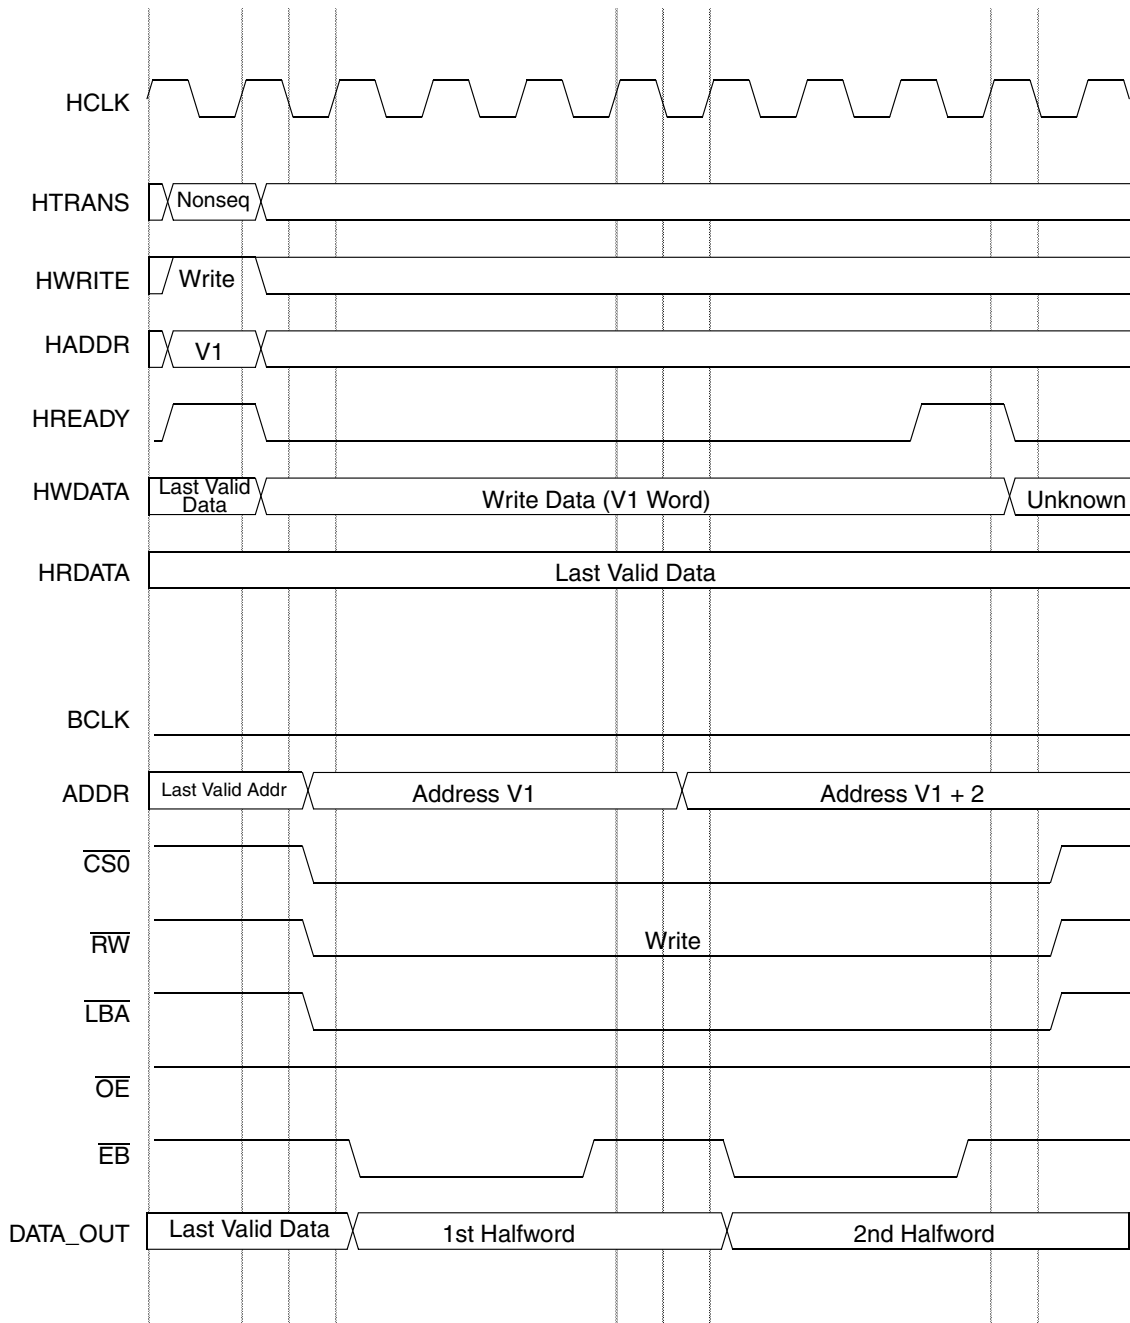 HCLK
HTRANS Nonseq
HWRITE Write
HADDR V1
HREADY
HWDATA Last Valid Data Write Data (V1 Word) Unknown
HRDATA Last Valid Data
BCLK
ADDR Last Valid Addr Address V1 Address V1 + 2
CS0
RW Write
LBA
OE
EB
DATA_OUT Last Valid Data 1st Halfword 2nd Halfword